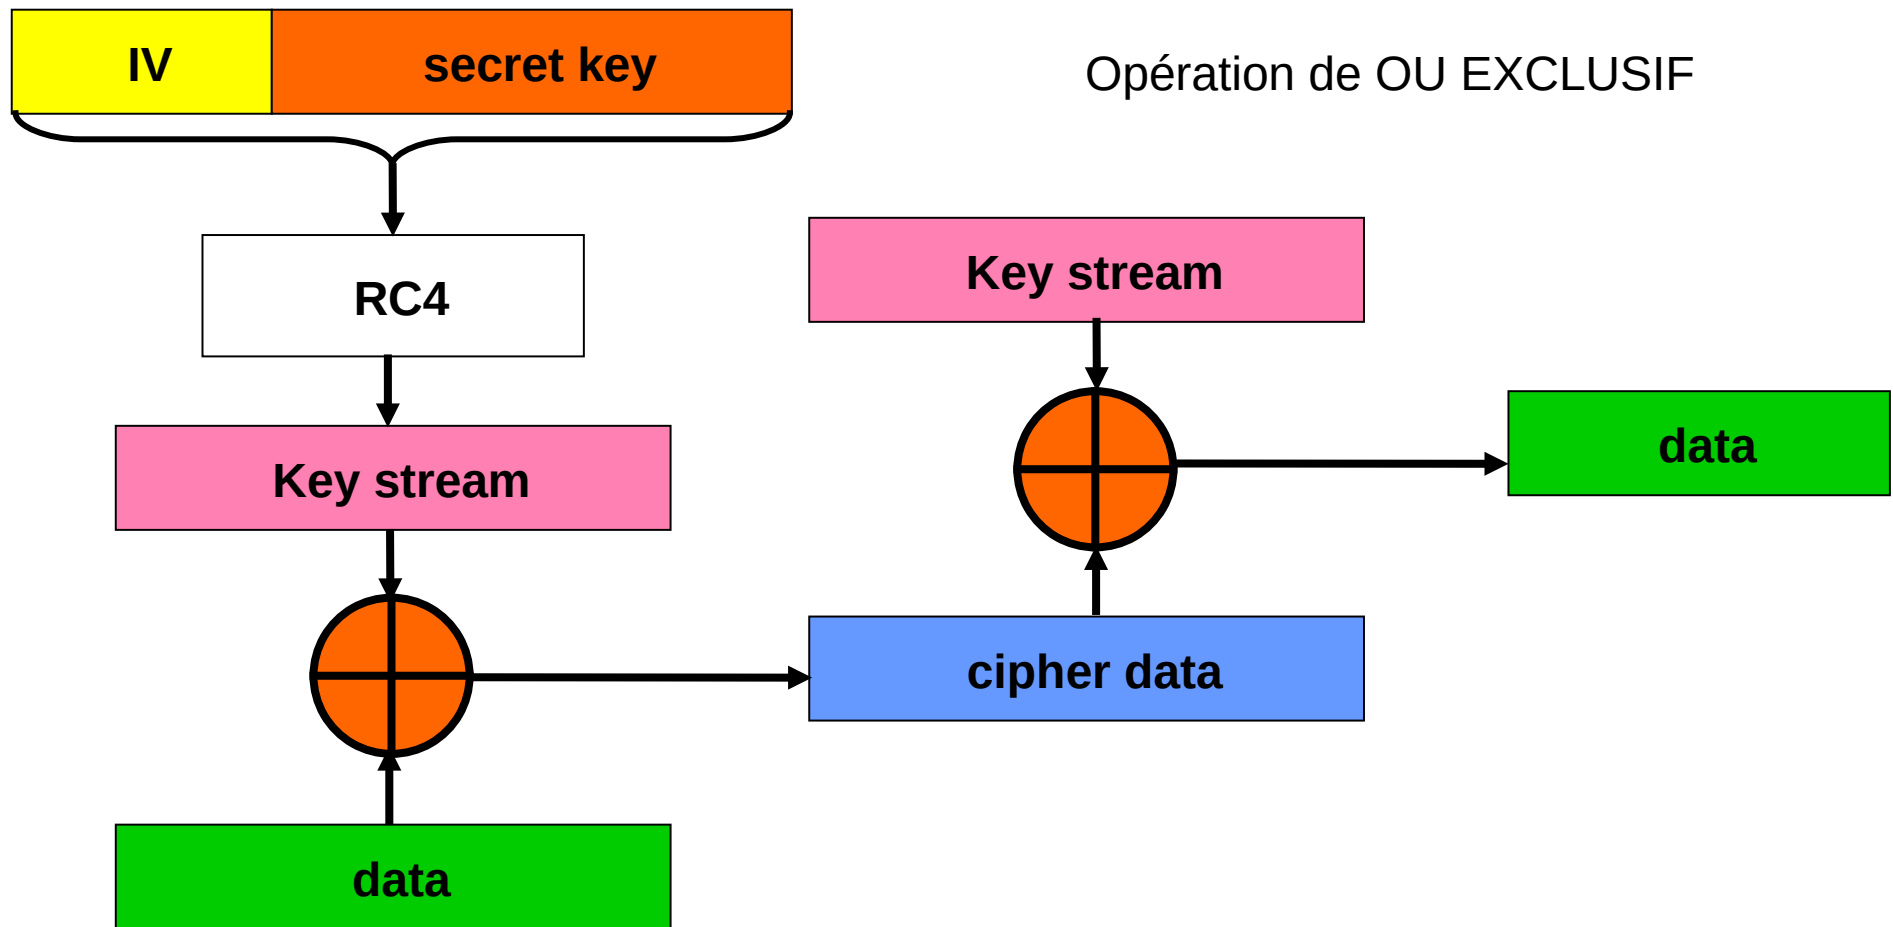 IV
secret key
Opération de OU EXCLUSIF
RC4
Key stream
Key stream
data
cipher data
data